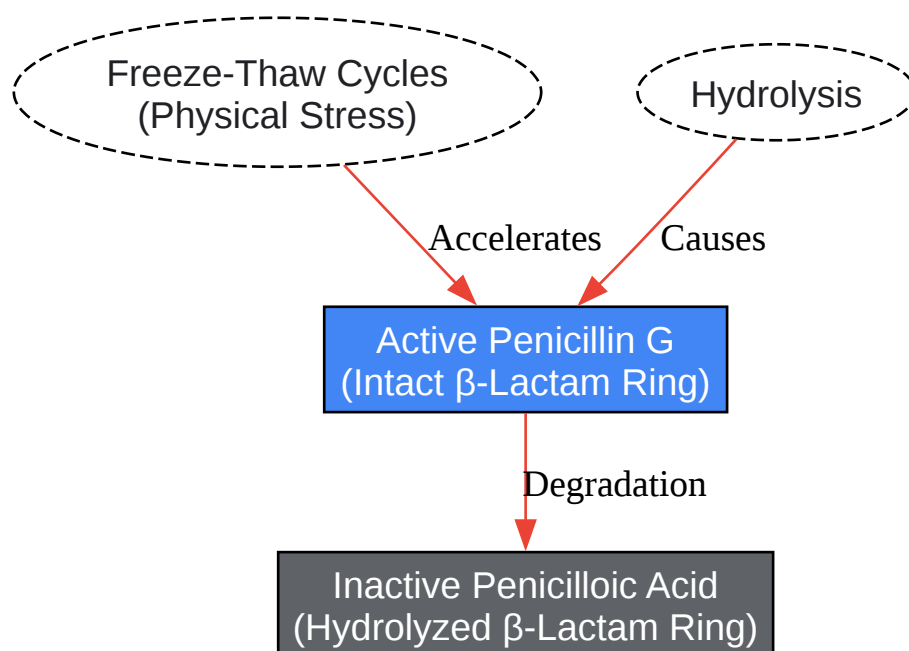 Freeze-Thaw Cycles
(Physical Stress)
Hydrolysis
Accelerates
Causes
Active Penicillin G
(Intact β-Lactam Ring)
Degradation
Inactive Penicilloic Acid
(Hydrolyzed β-Lactam Ring)